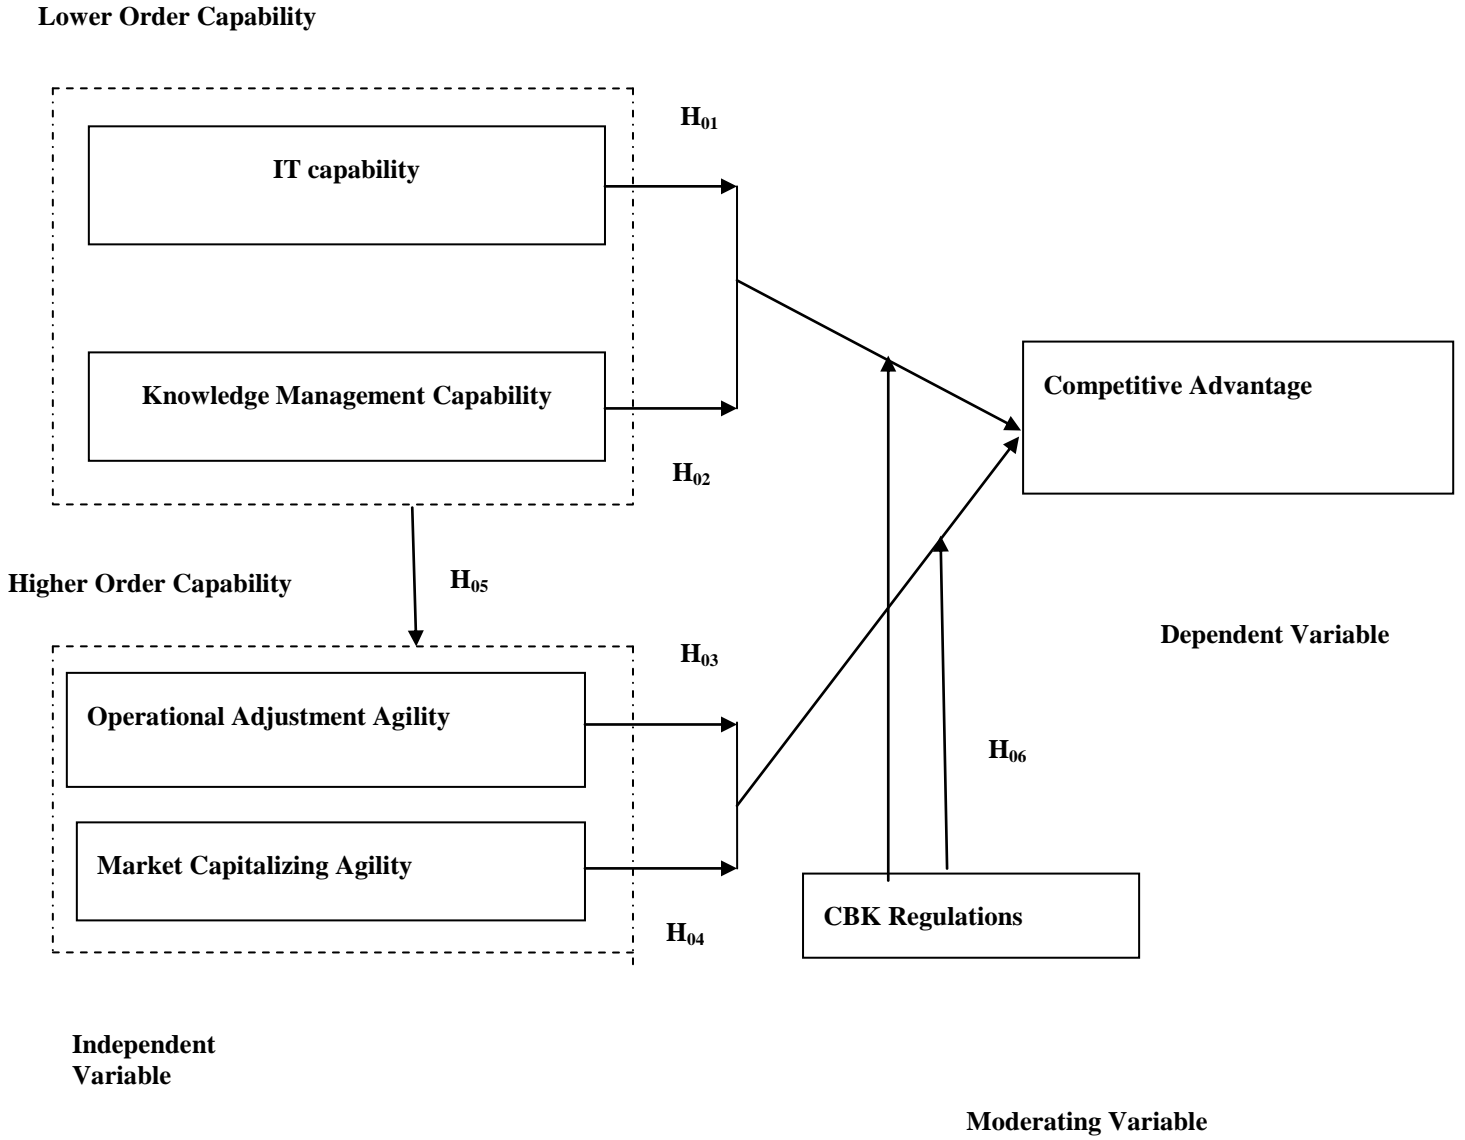 Lower Order Capability
H01
IT capability
Knowledge Management Capability
Competitive Advantage
H02
Higher Order Capability
H05
Dependent Variable
H03
Operational Adjustment Agility
H06
Market Capitalizing Agility
CBK Regulations
H04
Independent
Variable
Moderating Variable